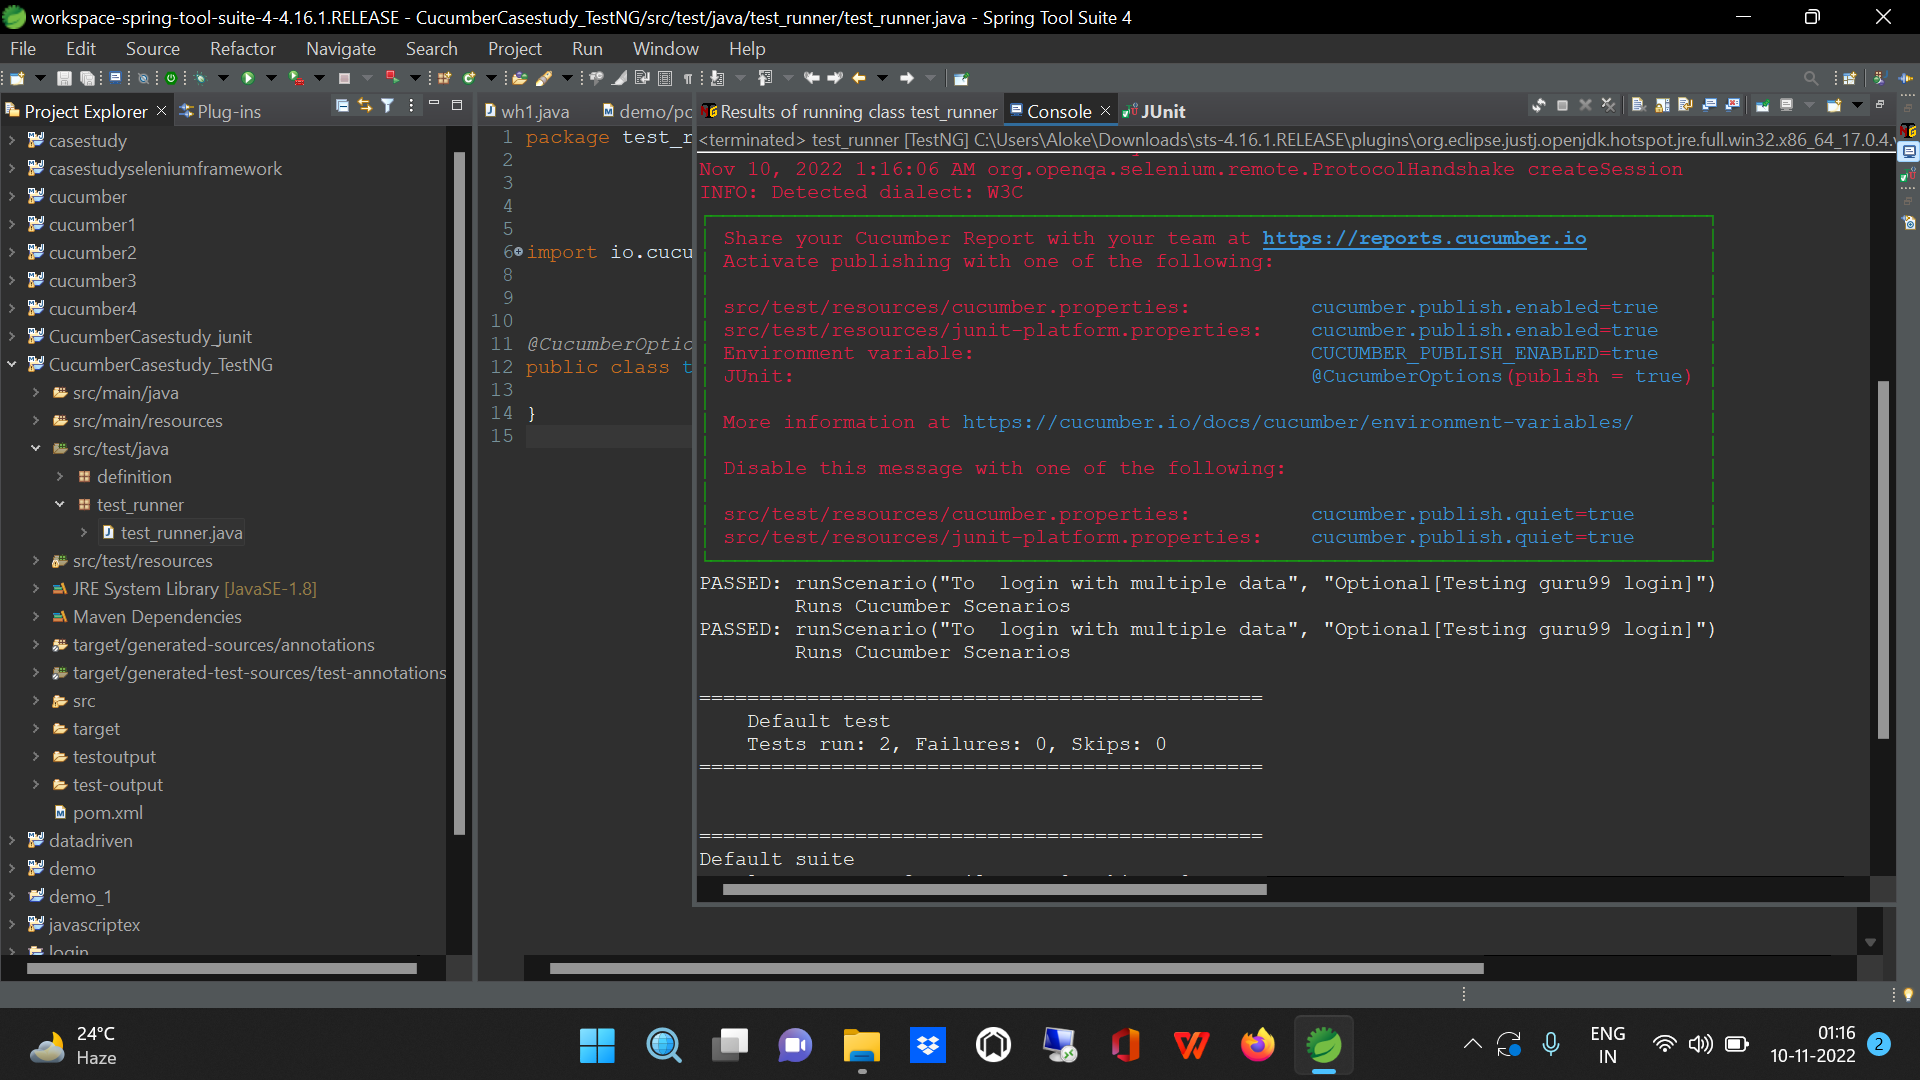 workspace-spring-tool-suite-4-4.16.1.RELEASE - CucumberCasestudy_TestNG/src/test/java/test_runner/test_runner.java - Spring Tool Suite 4
File Edit Source Refactor Navigate Search Project Run Window Help
Project Explorer
Plug-ins
casestudy
casestudyseleniumframework
cucumber
cucumber1
cucumber2
cucumber3
cucumber4
CucumberCasestudy_junit
CucumberCasestudy_TestNG
src/main/java
src/main/resources
src/test/java
definition
test_runner
test_runner.java
src/test/resources
JRE System Library [JavaSE-1.8]
Maven Dependencies
target/generated-sources/annotations
target/generated-test-sources/test-annotations
src
target
testoutput
test-output
pom.xml
datadriven
demo
demo_1
javascriptex
login
wh1.java
demo/po
1 package test_r
2
3
4
5
6 import io.cucu
8
9
10
11 @CucumberOptic
12 public class t
13
14 }
15
Results of running class test_runner
Console
JUnit
<terminated> test_runner [TestNG] C:\Users\Aloke\Downloads\sts-4.16.1.RELEASE\plugins\org.eclipse.justj.openjdk.hotspot.jre.full.win32.x86_64_17.0.4.
Nov 10, 2022 1:16:06 AM org.openqa.selenium.remote.ProtocolHandshake createSession
INFO: Detected dialect: W3C
Share your Cucumber Report with your team at https://reports.cucumber.io
Activate publishing with one of the following:
src/test/resources/cucumber.properties: cucumber.publish.enabled=true
src/test/resources/junit-platform.properties: cucumber.publish.enabled=true
Environment variable: CUCUMBER_PUBLISH_ENABLED=true
JUnit: @CucumberOptions(publish = true)
More information at https://cucumber.io/docs/cucumber/environment-variables/
Disable this message with one of the following:
src/test/resources/cucumber.properties: cucumber.publish.quiet=true
src/test/resources/junit-platform.properties: cucumber.publish.quiet=true
PASSED: runScenario("To  login with multiple data", "Optional[Testing guru99 login]")
Runs Cucumber Scenarios
PASSED: runScenario("To  login with multiple data", "Optional[Testing guru99 login]")
Runs Cucumber Scenarios
===============================================
Default test
Tests run: 2, Failures: 0, Skips: 0
===============================================
===============================================
Default suite
24°C
Haze
ENG
IN
01:16
10-11-2022
2